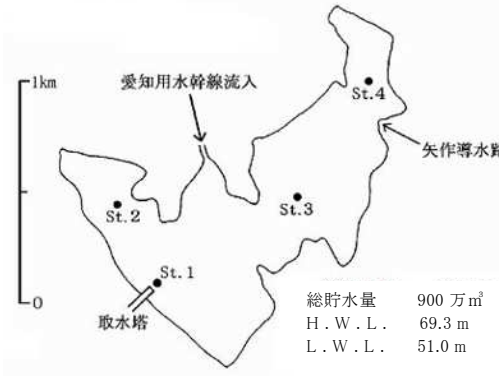 1km
愛知用水幹線流入
St.4
矢作導水路
St.2
St.3
St.1
0
取水塔
総貯水量 900 万㎥
H.W.L. 69.3 m
L.W.L. 51.0 m